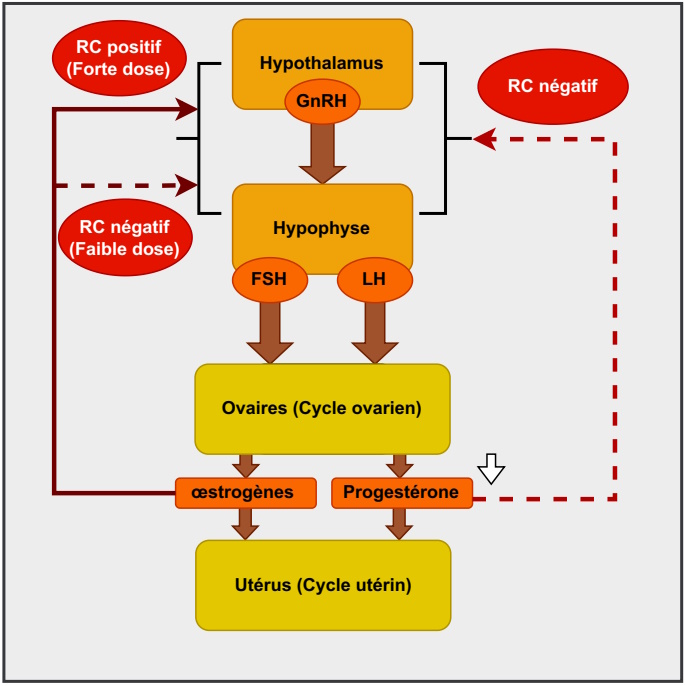 RC positif
(Forte dose)
Hypothalamus
GnRH
RC négatif
RC négatif
(Faible dose)
Hypophyse
FSH
LH
Ovaires (Cycle ovarien)
œstrogènes
Progestérone
Utérus (Cycle utérin)